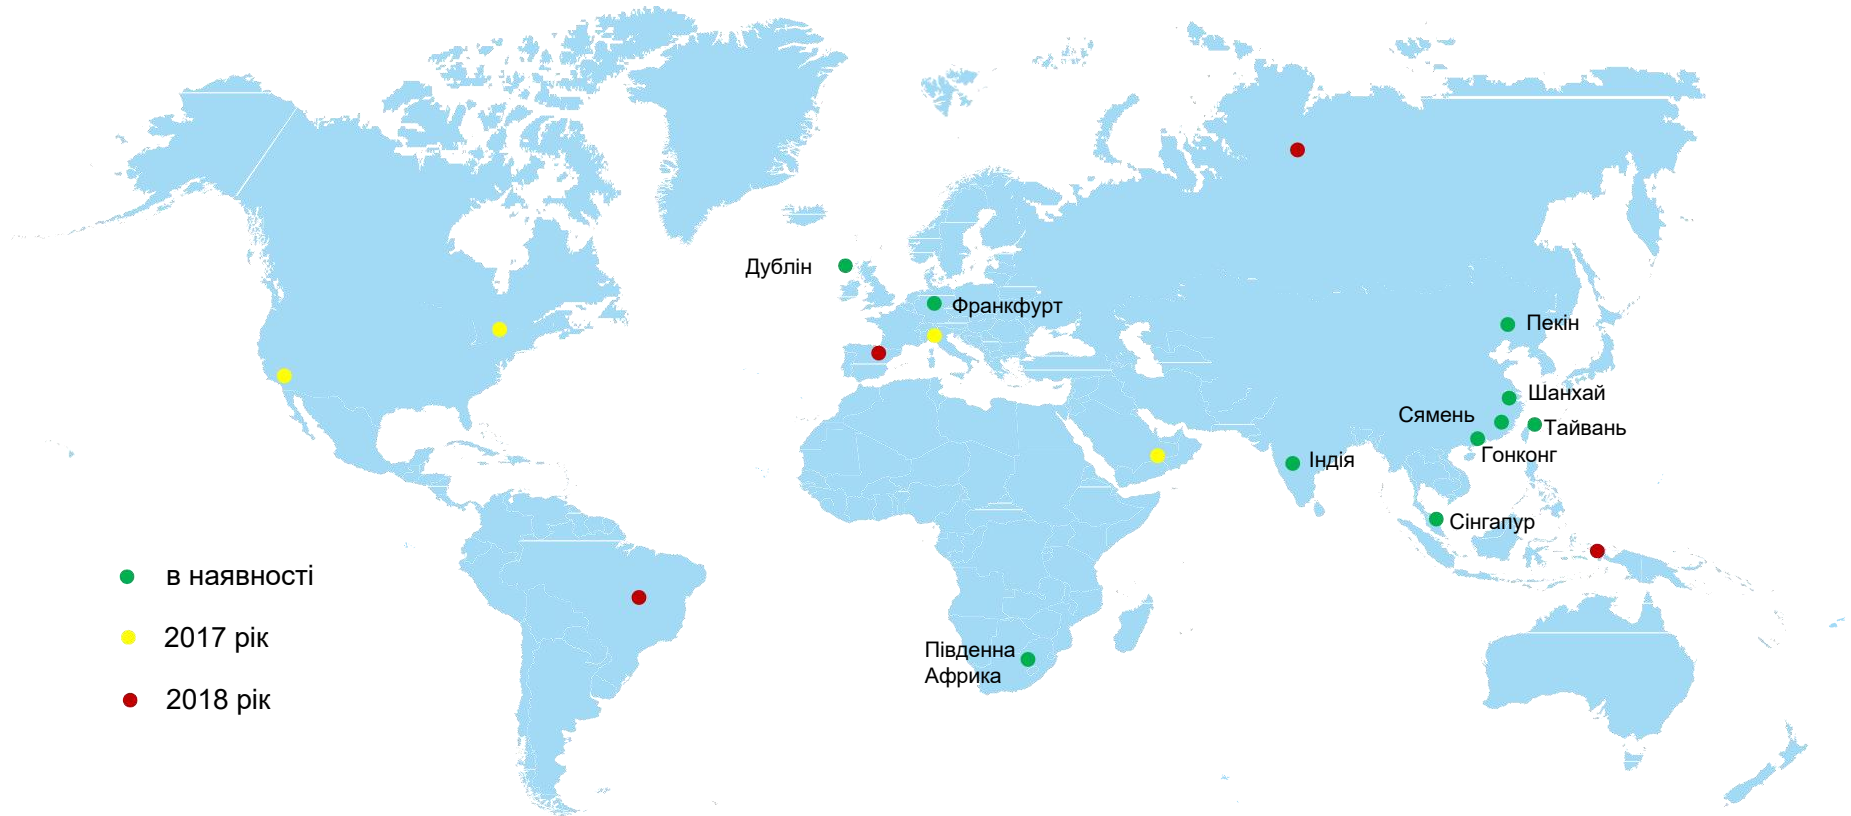 Дублін
Франкфурт
Пекін
Шанхай
Сямень
Тайвань
Гонконг
Індія
Сінгапур
в наявності
2017 рік
2018 рік
Південна
Африка